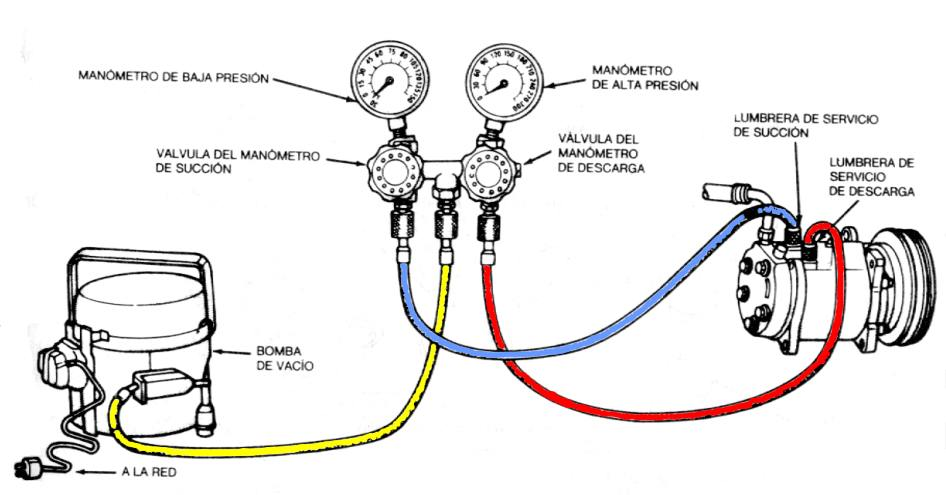 MANÓMETRO DE BAJA PRESIÓN
MANÓMETRO
DE ALTA PRESIÓN
VALVULA DEL MANÓMETRO
DE SUCCIÓN
VÁLVULA DEL
MANÓMETRO
DE DESCARGA
LUMBRERA DE SERVICIO
DE SUCCIÓN
LUMBRERA DE
SERVICIO
DE DESCARGA
BOMBA
DE VACÍO
A LA RED